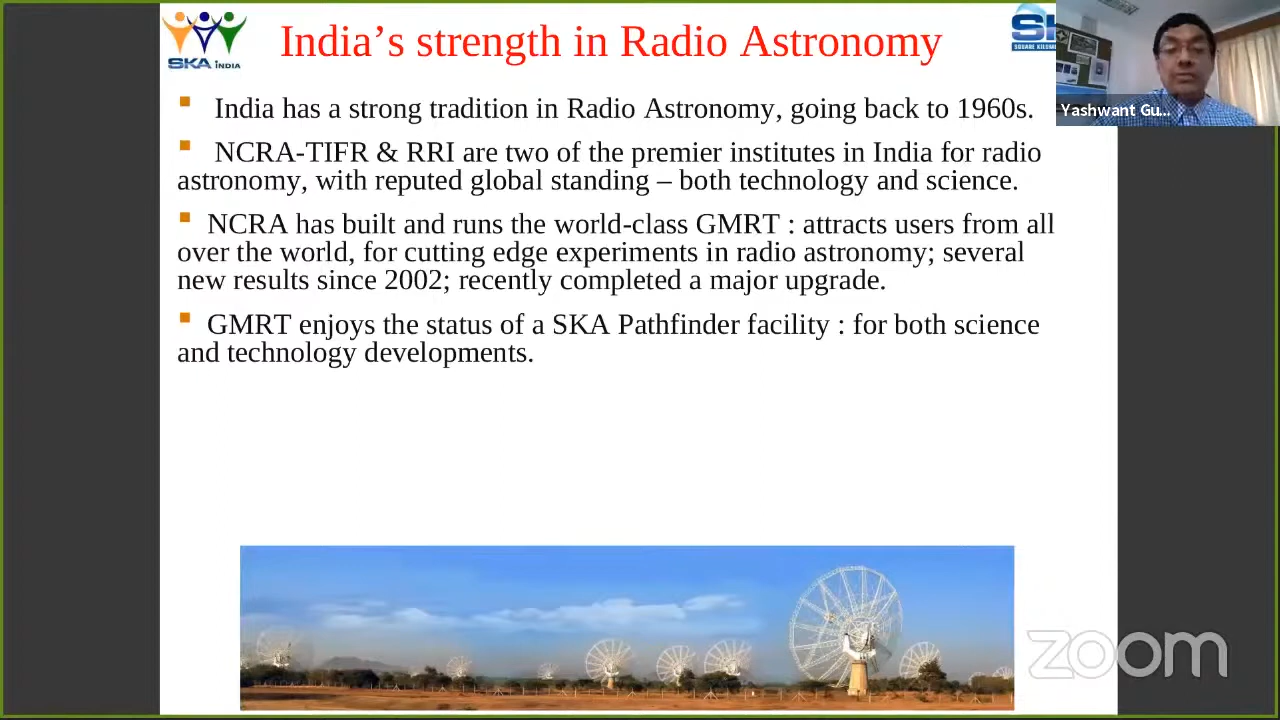 India's strength in Radio Astronomy
SKA INDIA
SQUARE KILOM
Yashwant Gu...
India has a strong tradition in Radio Astronomy, going back to 1960s.
NCRA-TIFR & RRI are two of the premier institutes in India for radio
astronomy, with reputed global standing – both technology and science.
NCRA has built and runs the world-class GMRT : attracts users from all
over the world, for cutting edge experiments in radio astronomy; several
new results since 2002; recently completed a major upgrade.
GMRT enjoys the status of a SKA Pathfinder facility : for both science
and technology developments.
zoom